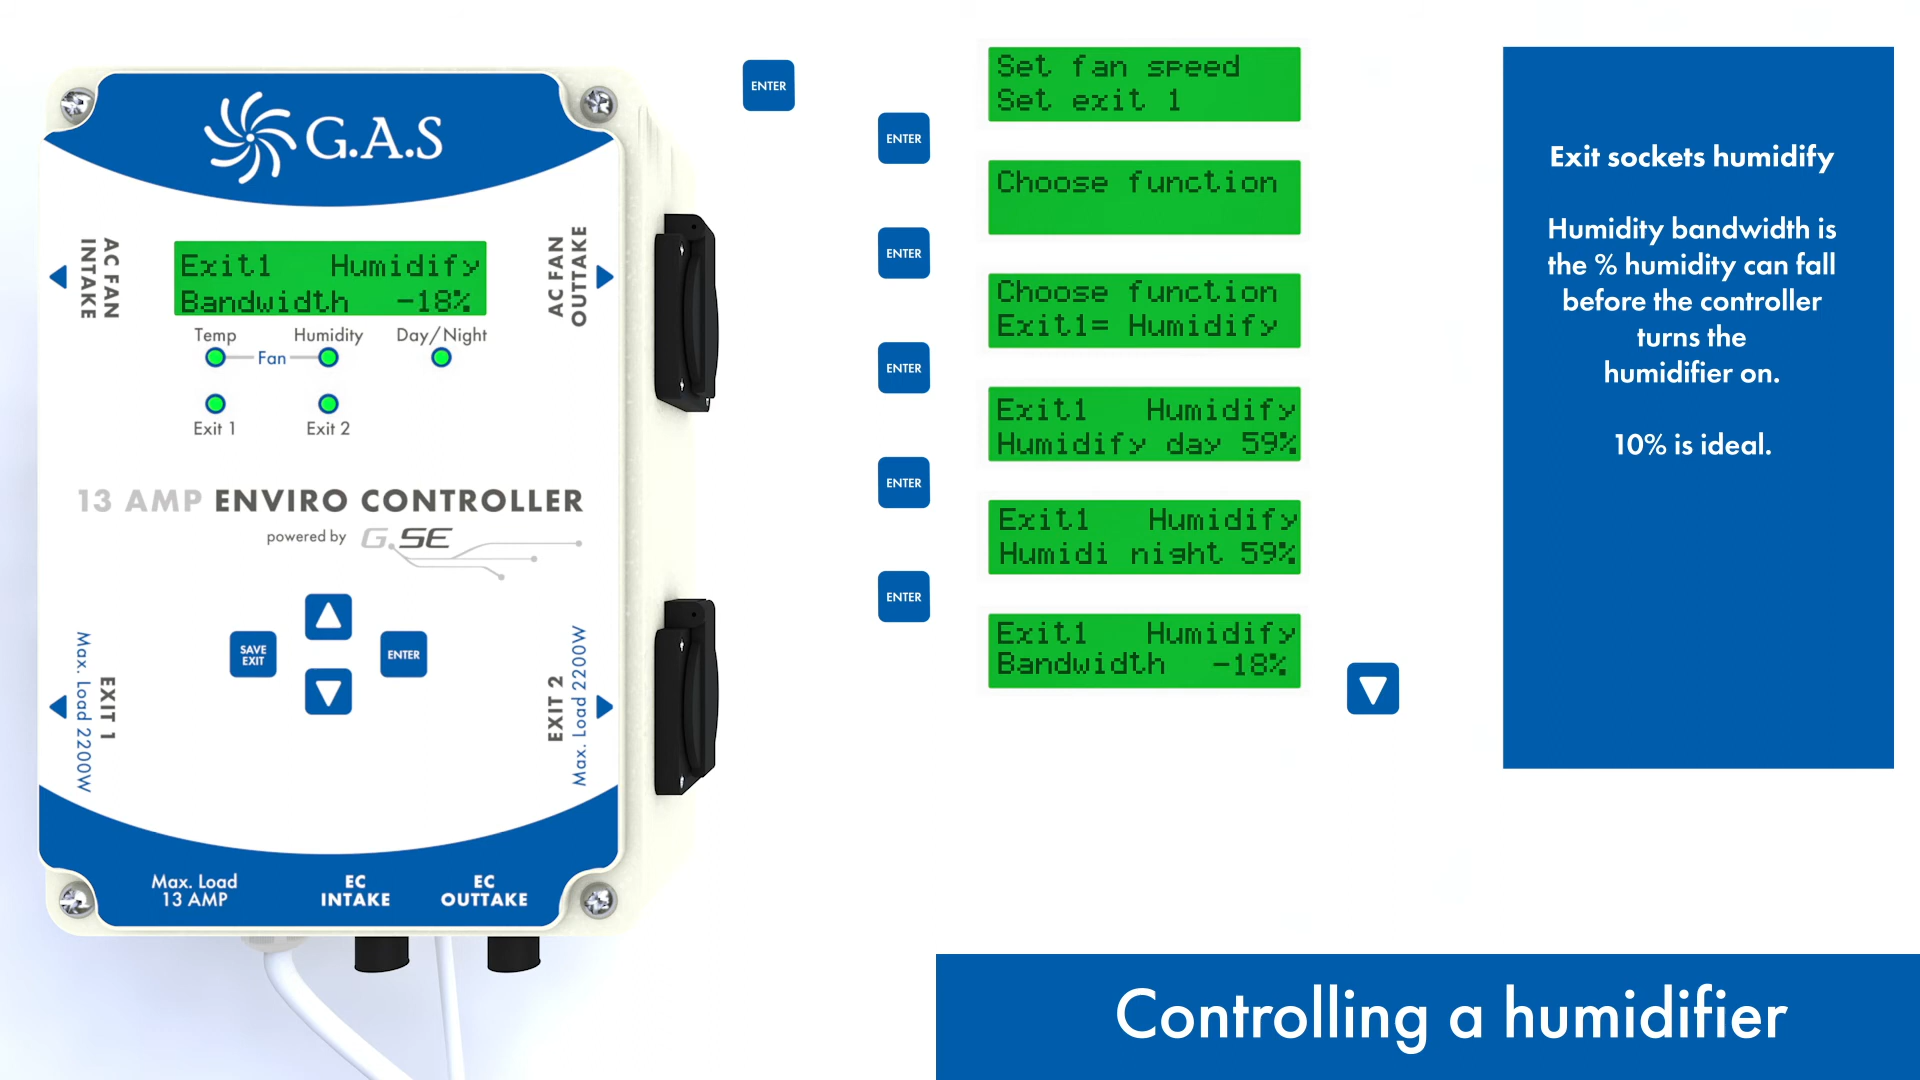 G.A.S
AC FAN
INTAKE
AC FAN
OUTTAKE
Exit1 Humidify
Bandwidth -18%
Temp
Humidity
Day/Night
Fan
Exit 1
Exit 2
13 AMP ENVIRO CONTROLLER
powered by G.SE
SAVE
EXIT
ENTER
EXIT 1
Max. Load 2200W
EXIT 2
Max. Load 2200W
Max. Load
13 AMP
EC
INTAKE
EC
OUTTAKE
ENTER
ENTER
ENTER
ENTER
ENTER
ENTER
Set fan speed
Set exit 1
Choose function
Choose function
Exit1= Humidify
Exit1 Humidify
Humidify day 59%
Exit1 Humidify
Humidi night 59%
Exit1 Humidify
Bandwidth -18%
Exit sockets humidify
Humidity bandwidth is
the % humidity can fall
before the controller
turns the
humidifier on.
10% is ideal.
Controlling a humidifier